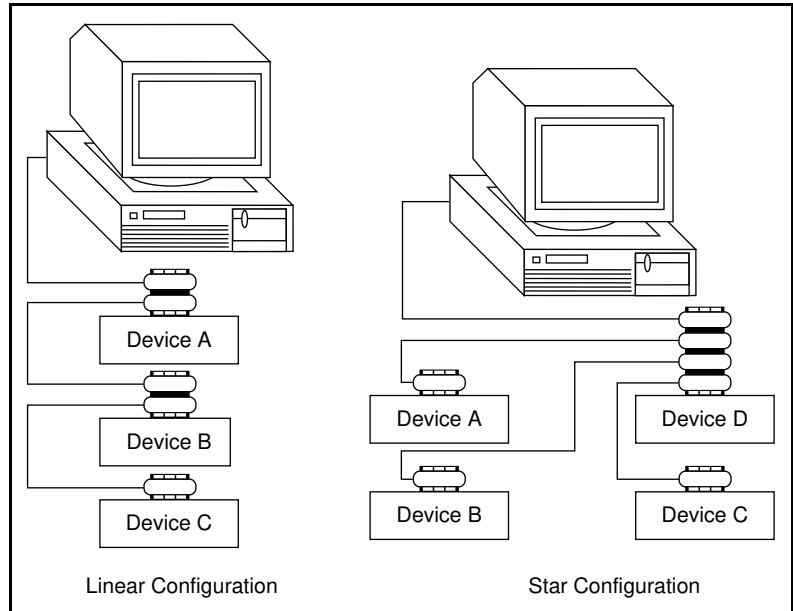 Device A
Device B
Device C
Linear Configuration
Device A
Device D
Device B
Device C
Star Configuration